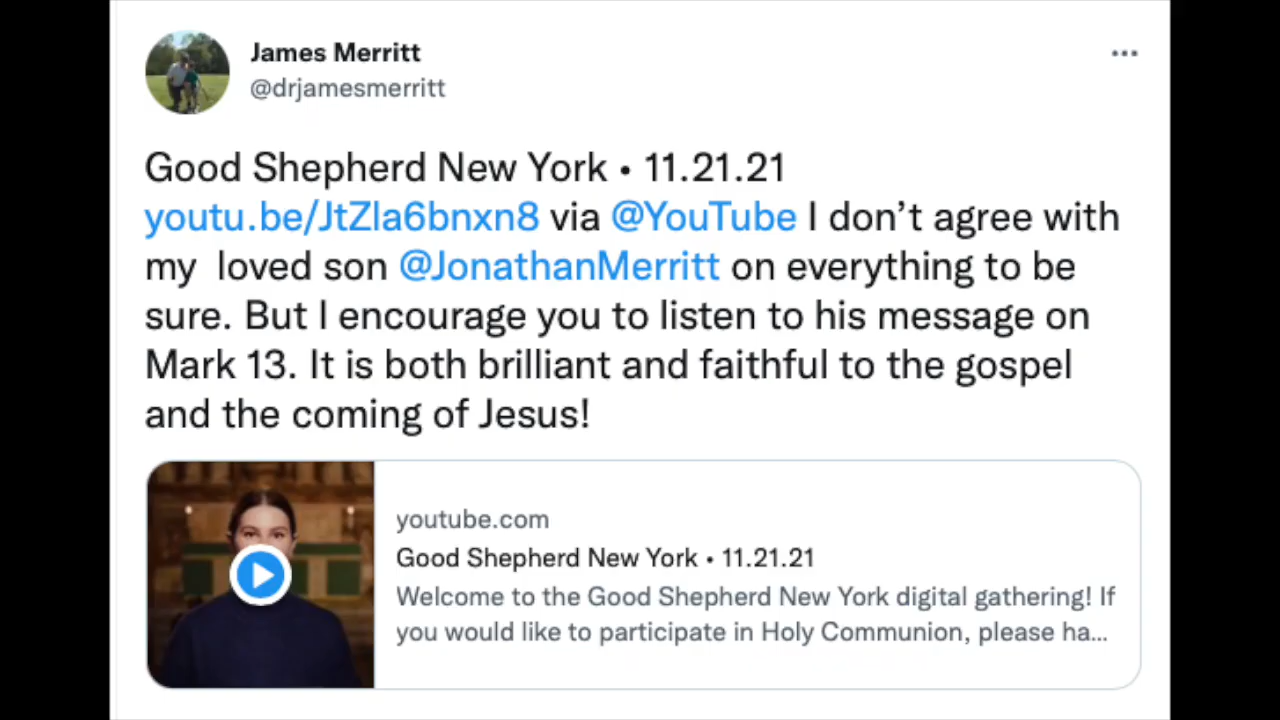 James Merritt
@drjamesmerritt
Good Shepherd New York • 11.21.21
youtu.be/JtZla6bnxn8 via @YouTube I don’t agree with
my loved son @JonathanMerritt on everything to be
sure. But I encourage you to listen to his message on
Mark 13. It is both brilliant and faithful to the gospel
and the coming of Jesus!
youtube.com
Good Shepherd New York • 11.21.21
Welcome to the Good Shepherd New York digital gathering! If
you would like to participate in Holy Communion, please ha...